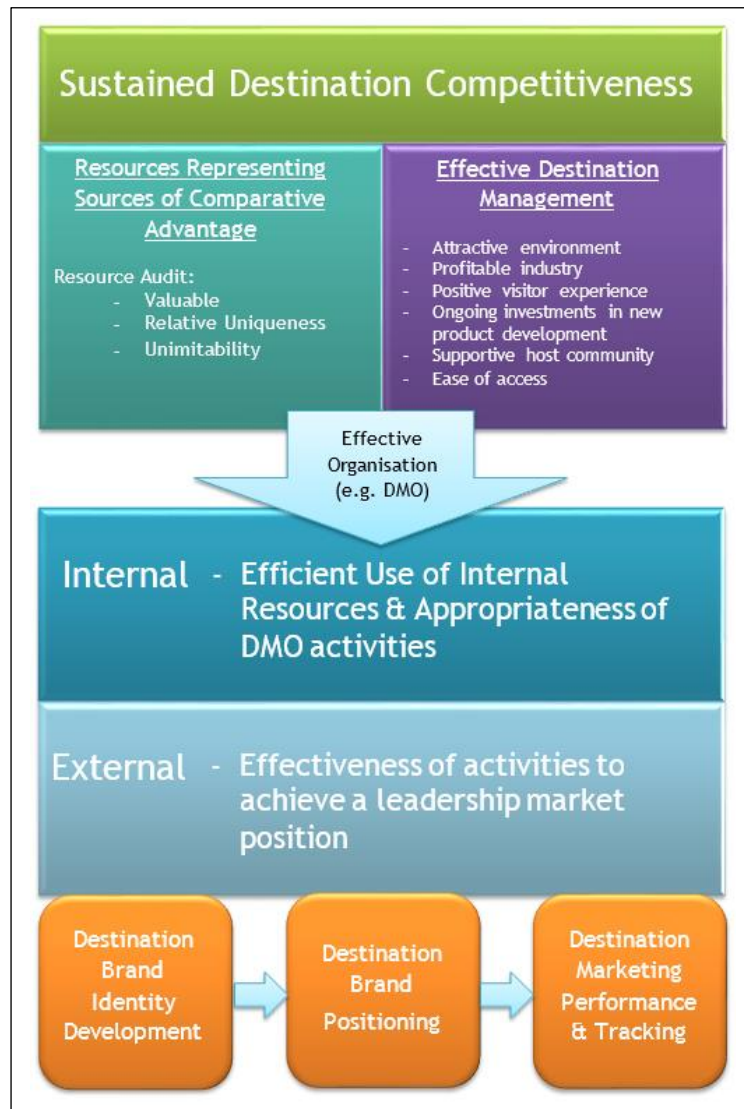 Sustained Destination Competitiveness
Resources Representing
Sources of Comparative
Advantage
Resource Audit:
- Valuable
- Relative Uniqueness
- Unimitability
Effective Destination
Management
- Attractive environment
- Profitable industry
- Positive visitor experience
- Ongoing investments in new
product development
- Supportive host community
- Ease of access
Effective
Organisation
(e.g. DMO)
Internal - Efficient Use of Internal
Resources & Appropriateness of
DMO activities
External - Effectiveness of activities to
achieve a leadership market
position
Destination
Brand
Identity
Development
Destination
Brand
Positioning
Destination
Marketing
Performance
& Tracking